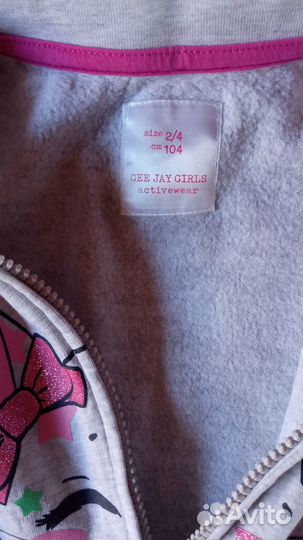 size 2/4
cm 104
GEE JAY GIRLS
activewear
Avito